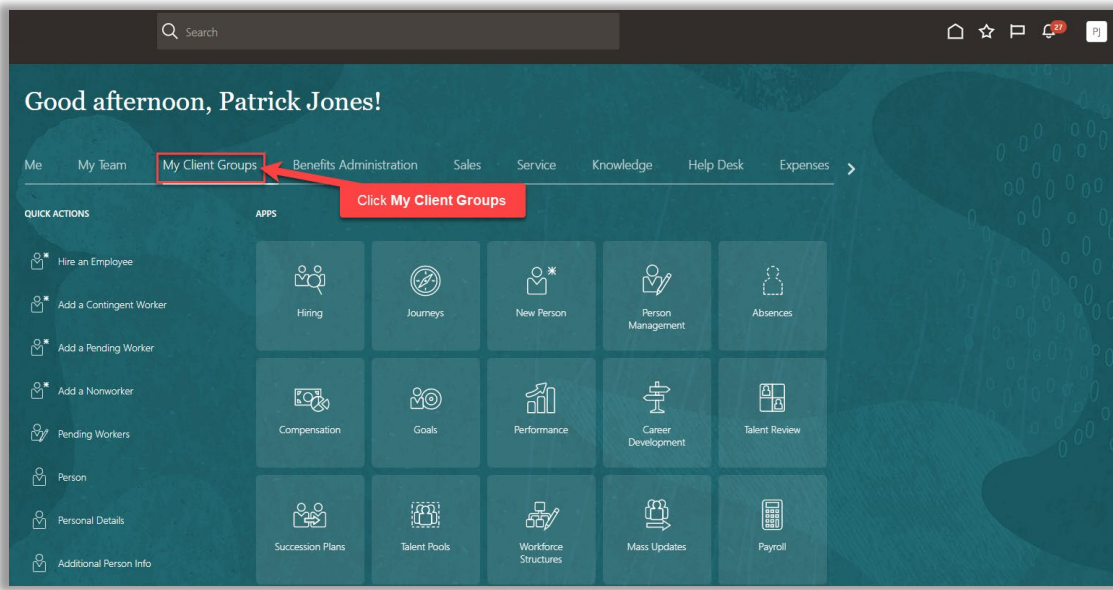 Search
27
PJ
Good afternoon, Patrick Jones!
Me My Team My Client Groups Benefits Administration Sales Service Knowledge Help Desk Expenses
Click My Client Groups
QUICK ACTIONS
Hire an Employee
Add a Contingent Worker
Add a Pending Worker
Add a Nonworker
Pending Workers
Person
Personal Details
Additional Person Info
APPS
Hiring
Journeys
New Person
Person
Management
Absences
Compensation
Goals
Performance
Career
Development
Talent Review
Succession Plans
Talent Pools
Workforce
Structures
Mass Updates
Payroll